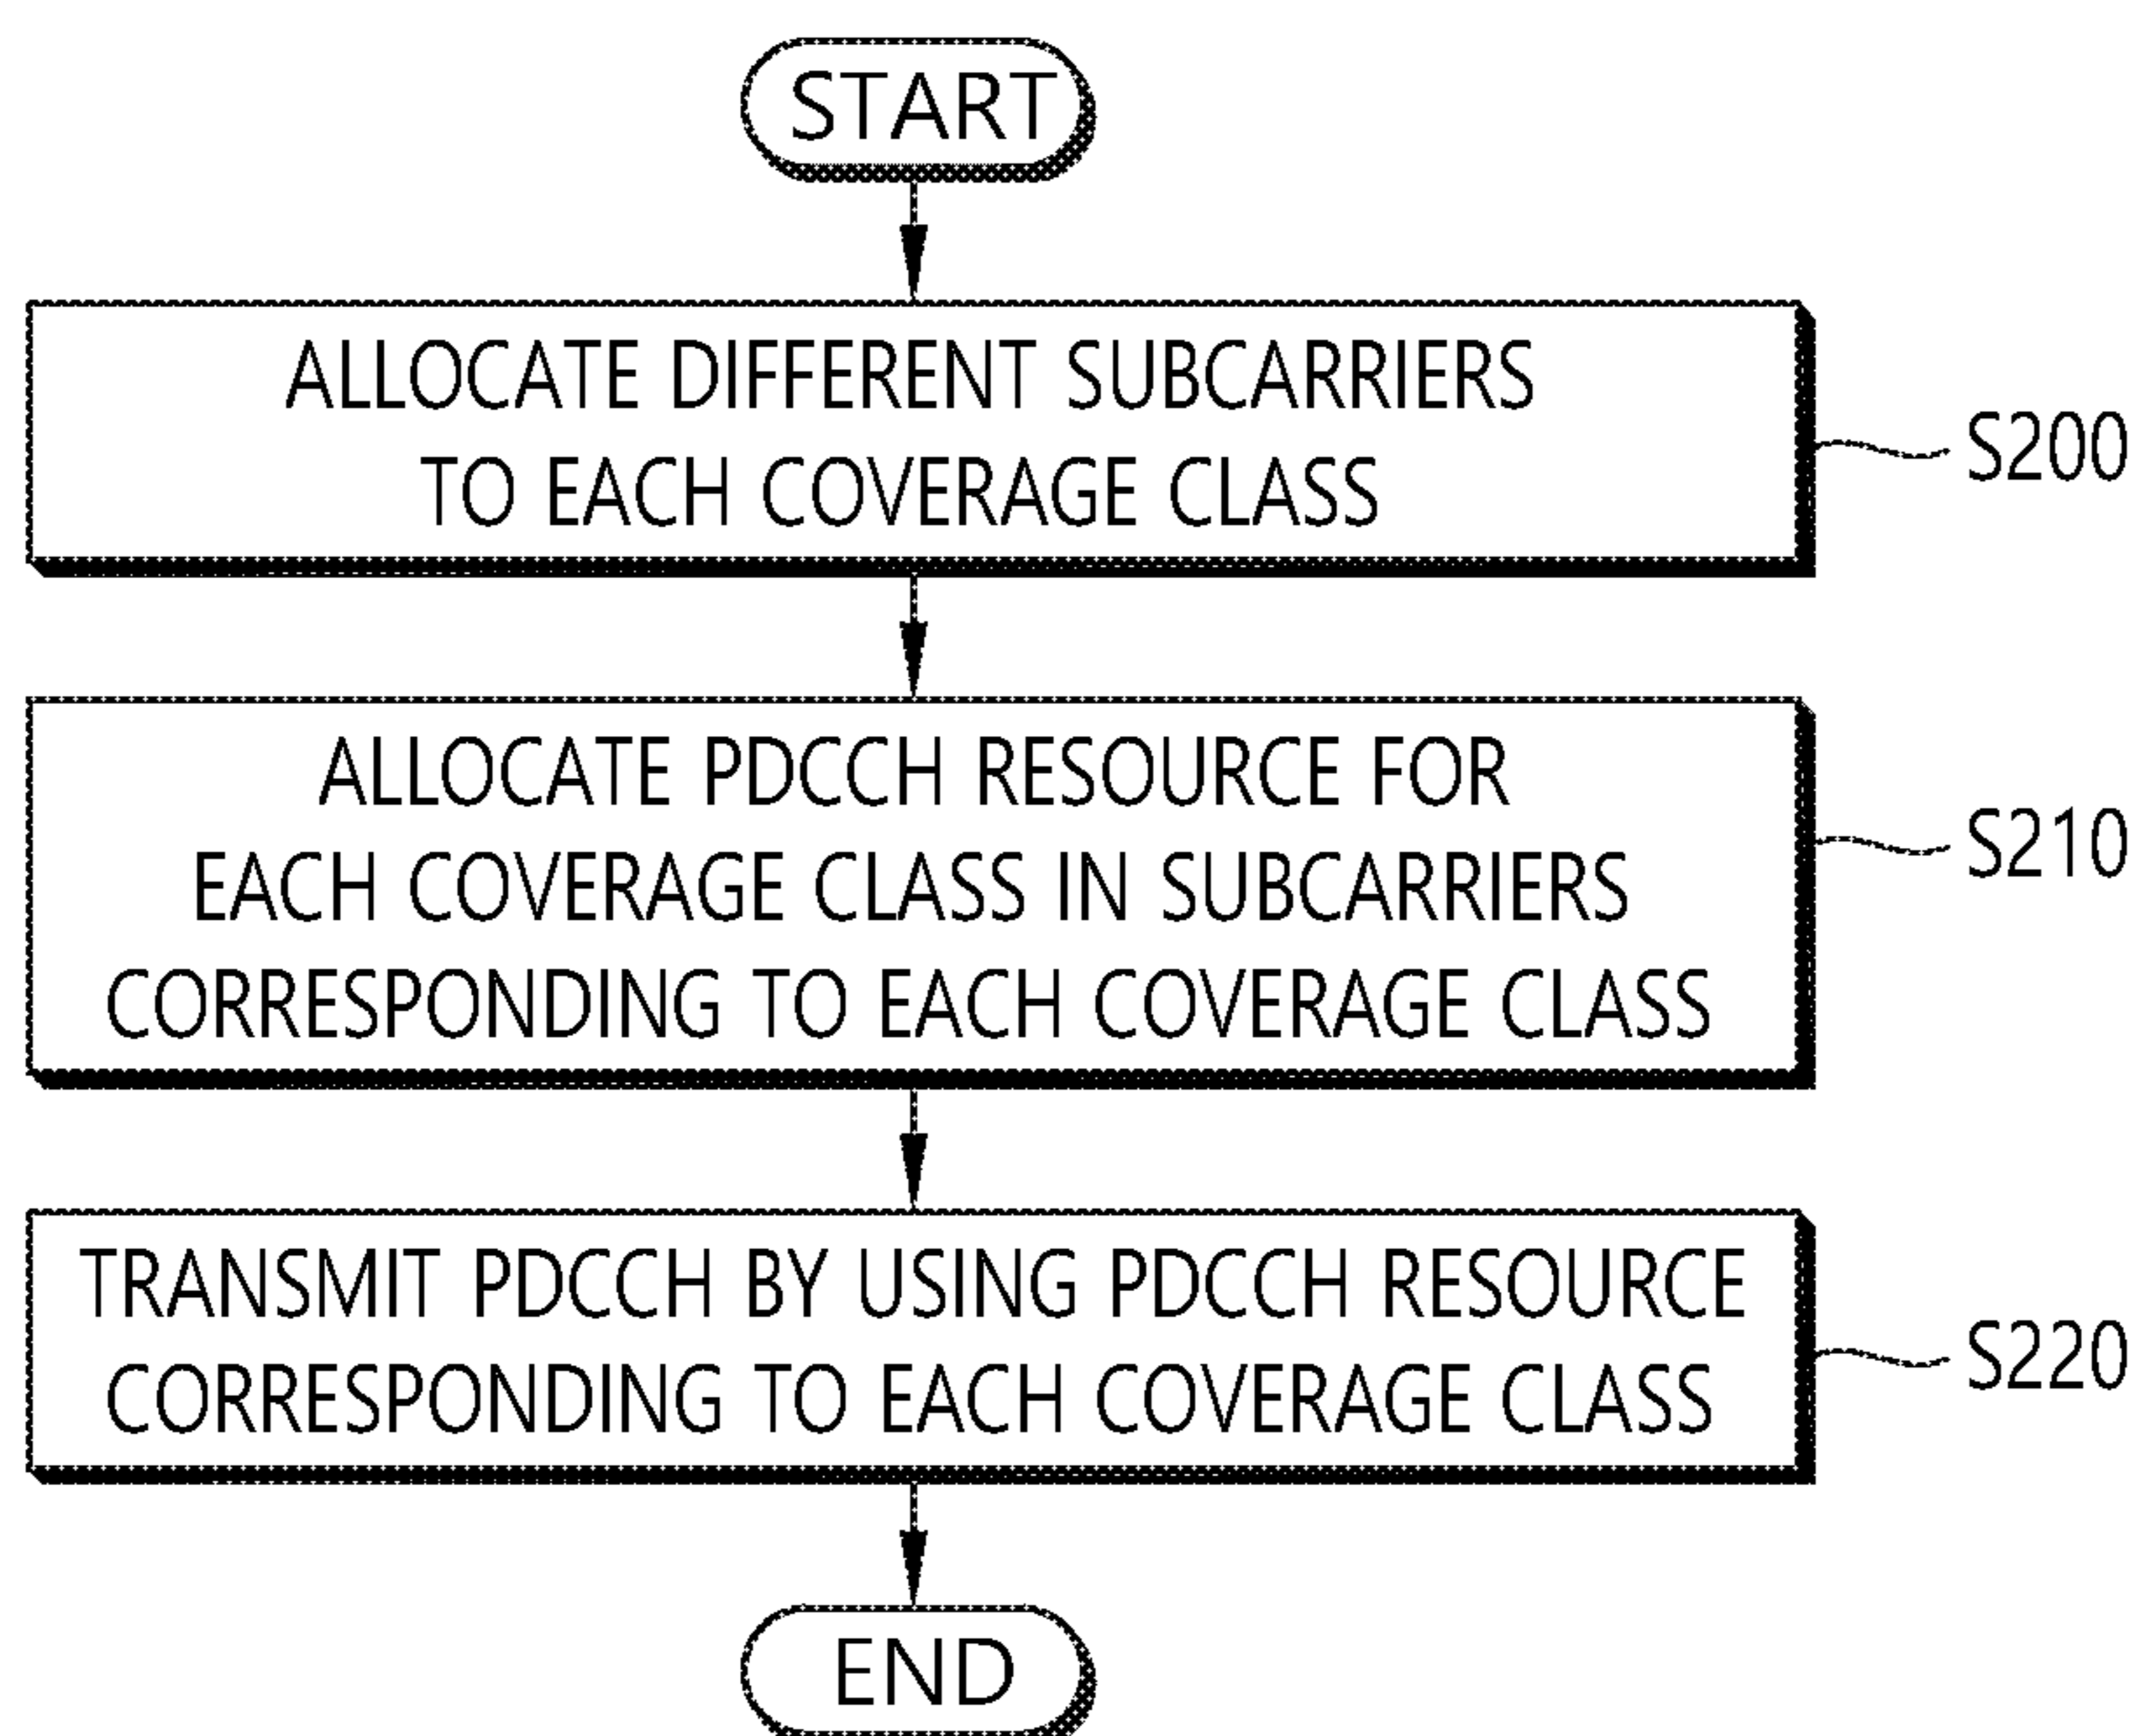 START
ALLOCATE DIFFERENT SUBCARRIERS
TO EACH COVERAGE CLASS
S200
ALLOCATE PDCCH RESOURCE FOR
EACH COVERAGE CLASS IN SUBCARRIERS
CORRESPONDING TO EACH COVERAGE CLASS
S210
TRANSMIT PDCCH BY USING PDCCH RESOURCE
CORRESPONDING TO EACH COVERAGE CLASS
S220
END